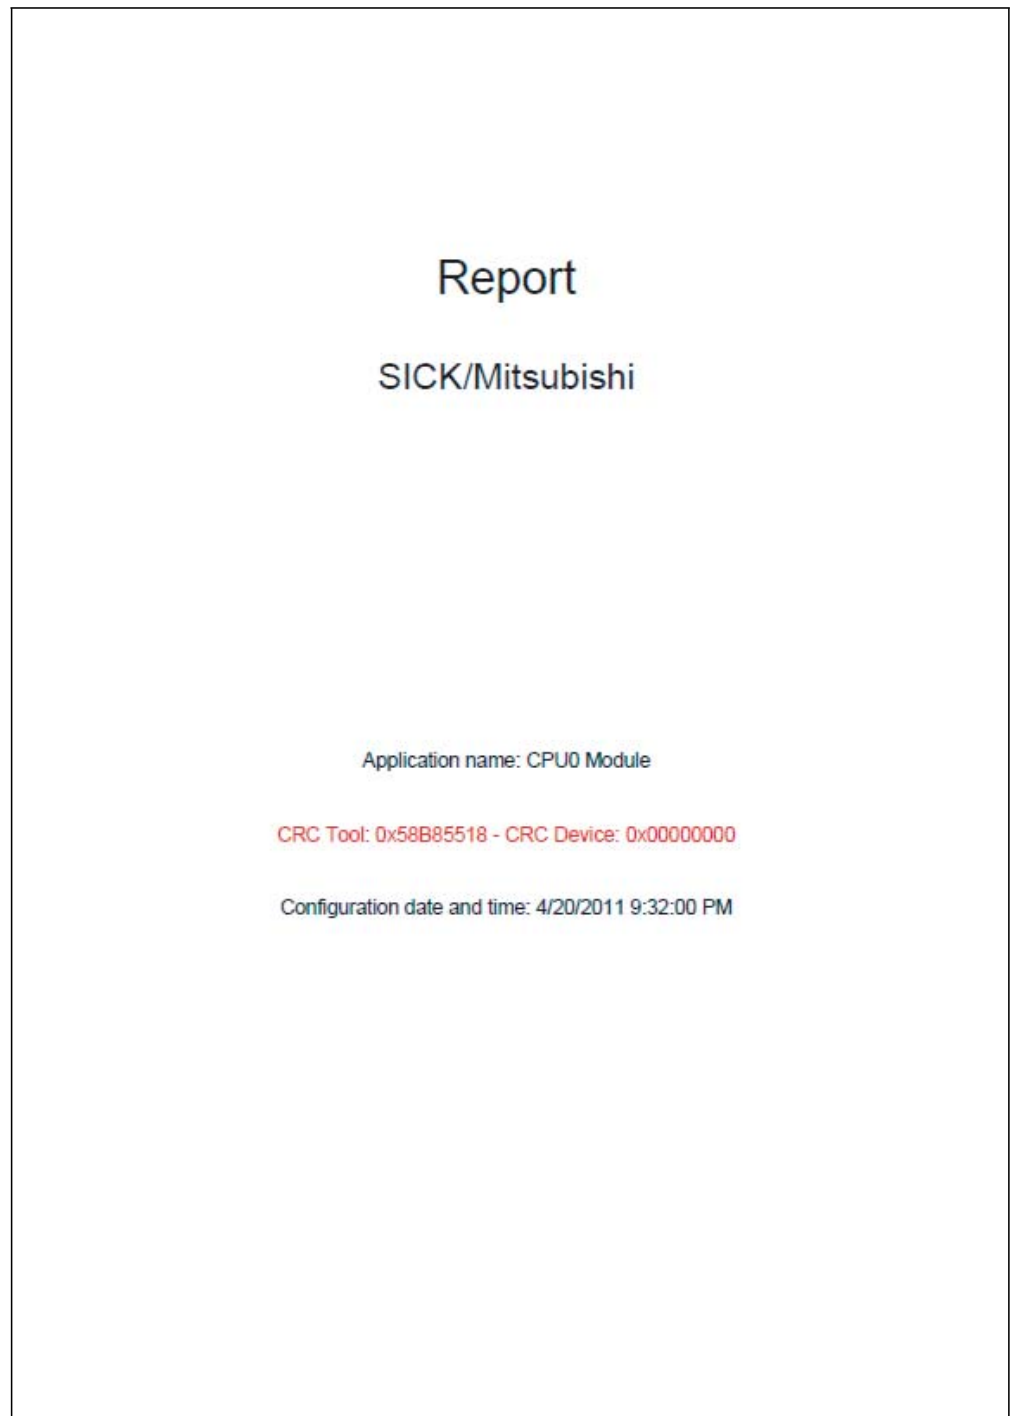 Report
SICK/Mitsubishi
Application name: CPU0 Module
CRC Tool: 0x58B85518 - CRC Device: 0x00000000
Configuration date and time: 4/20/2011 9:32:00 PM